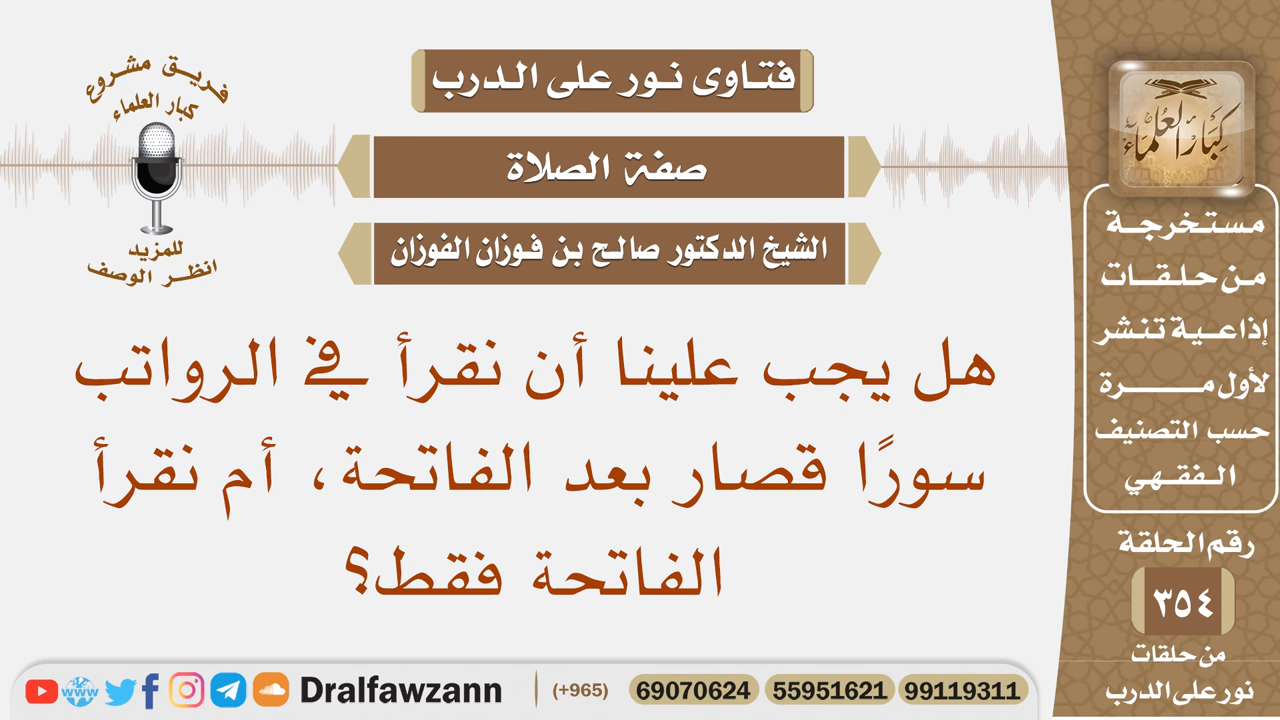 فتاوى نور على الدرب
صفة الصلاة
الشيخ الدكتور صالح بن فوزان الفوزان
هل يجب علينا أن نقرأ في الرواتب
سورًا قصار بعد الفاتحة، أم نقرأ
الفاتحة فقط؟
فريق مشروع
كبار العلماء
للمزيد
انظر الوصف
كبار العلماء
مستخرجة
من حلقات
إذاعية تنشر
لأول مرة
حسب التصنيف
الفقهي
رقم الحلقة
٣٥٤
من حلقات
نور على الدرب
www
Dralfawzann
(+965)
69070624
55951621
99119311